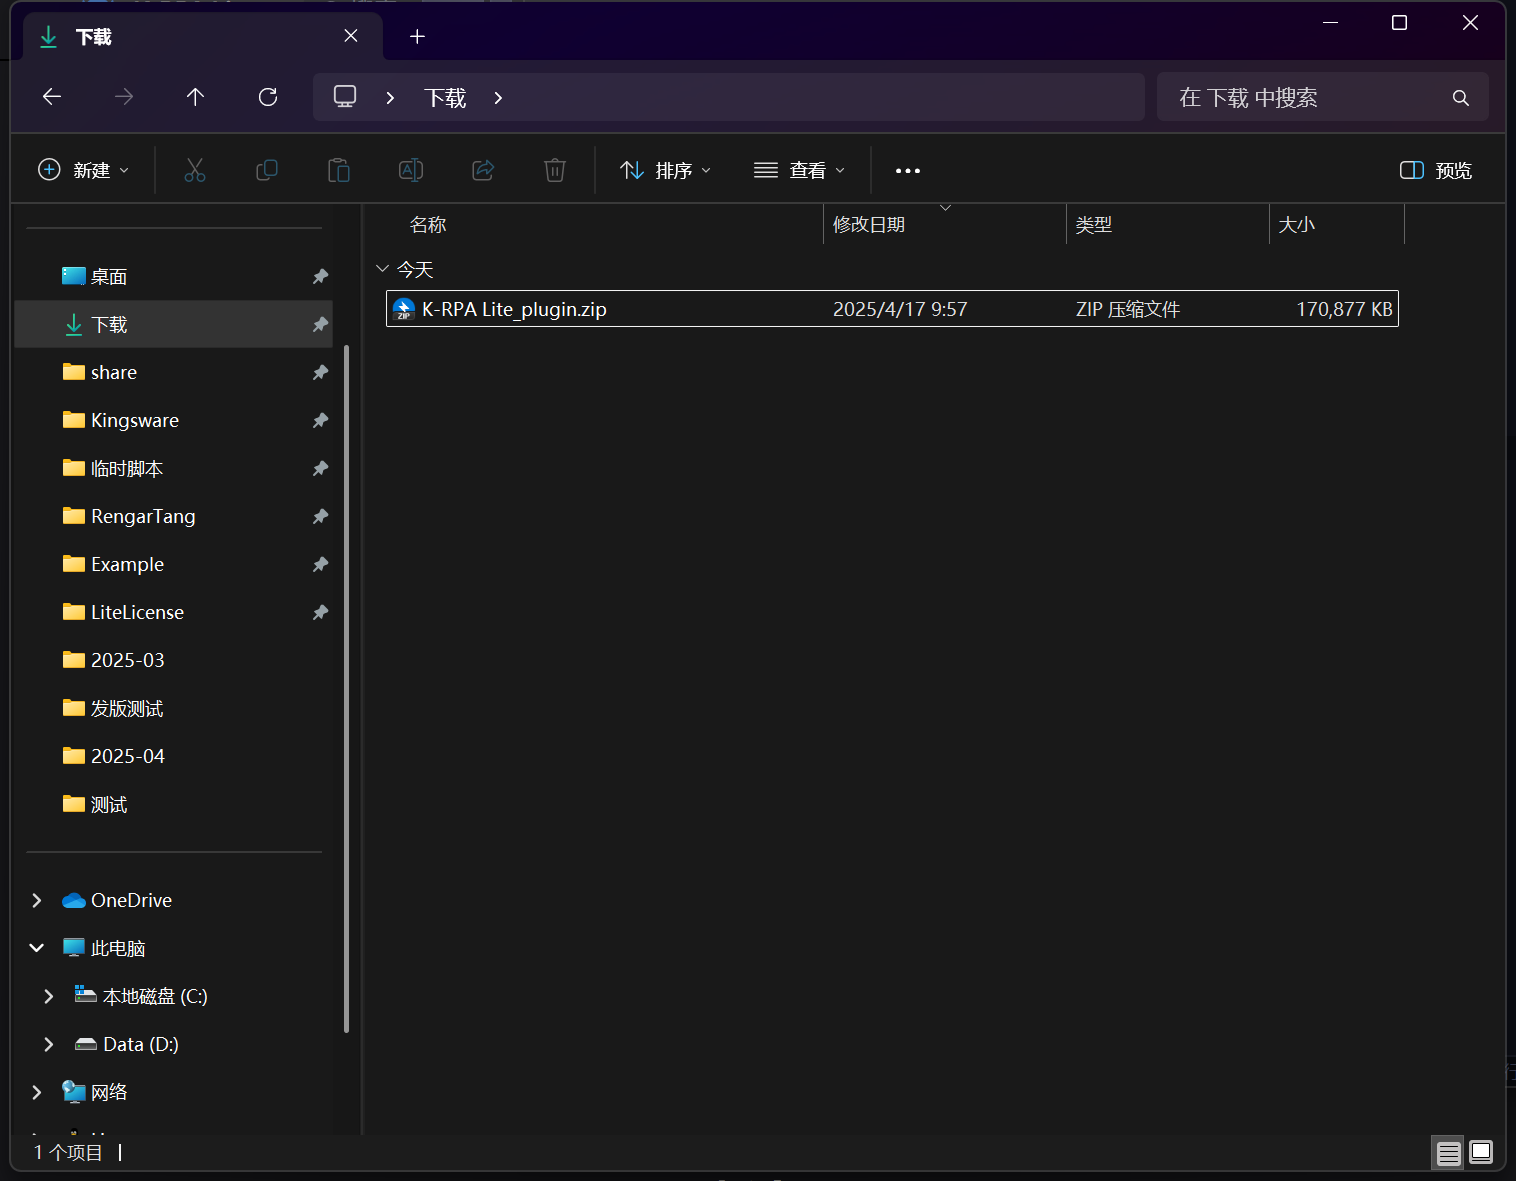 下载
下载
在 下载 中搜索
新建
排序
查看
预览
名称
修改日期
类型
大小
今天
K-RPA Lite_plugin.zip
2025/4/17 9:57
ZIP 压缩文件
170,877 KB
桌面
下载
share
Kingsware
临时脚本
RengarTang
Example
LiteLicense
2025-03
发版测试
2025-04
测试
OneDrive
此电脑
本地磁盘 (C:)
Data (D:)
网络
1 个项目